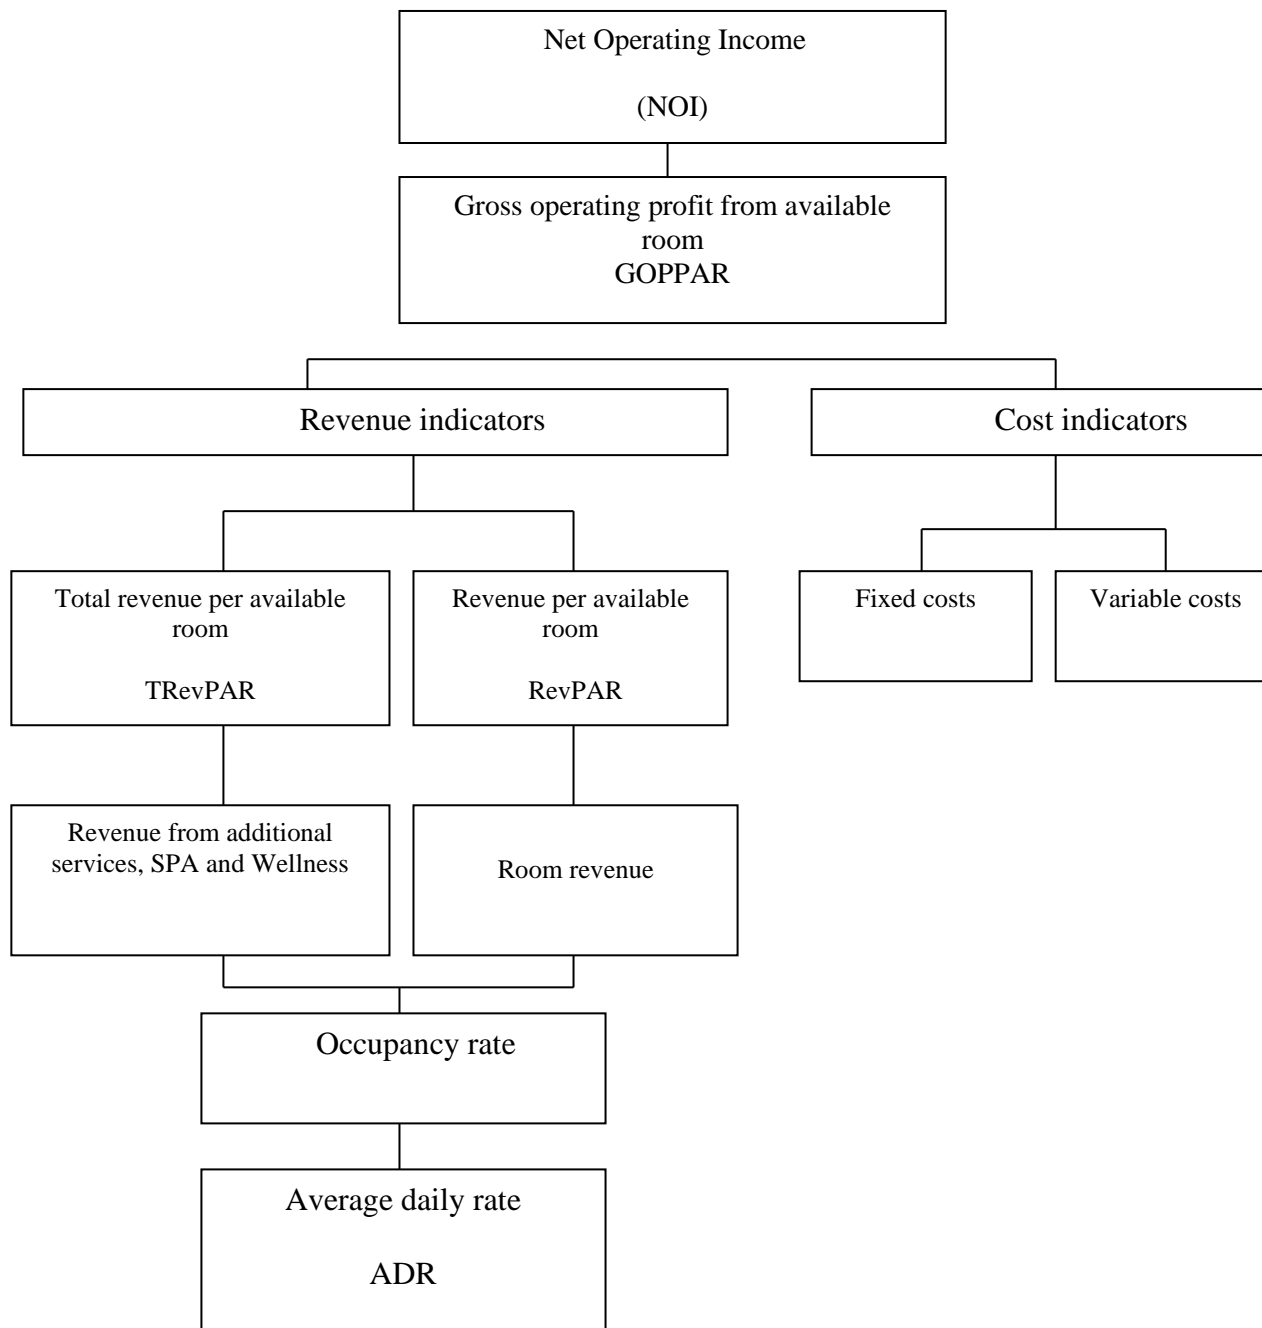 Net Operating Income
(NOI)
Gross operating profit from available
room
GOPPAR
Revenue indicators
Cost indicators
Total revenue per available
room
TRevPAR
Revenue per available
room
RevPAR
Fixed costs
Variable costs
Revenue from additional
services, SPA and Wellness
Room revenue
Occupancy rate
Average daily rate
ADR